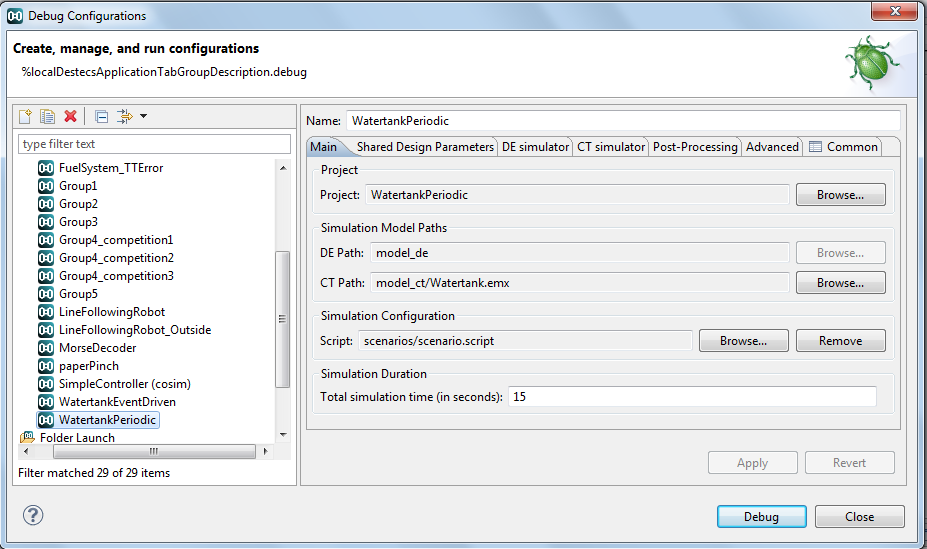 Debug Configurations
Create, manage, and run configurations
%localDestecsApplicationTabGroupDescription.debug
type filter text
FuelSystem_TTError
Group1
Group2
Group3
Group4_competition1
Group4_competition2
Group4_competition3
Group5
LineFollowingRobot
LineFollowingRobot_Outside
MorseDecoder
paperPinch
SimpleController (cosim)
WatertankEventDriven
WatertankPeriodic
Folder Launch
Filter matched 29 of 29 items
Name: WatertankPeriodic
Main Shared Design Parameters DE simulator CT simulator Post-Processing Advanced Common
Project
Project: WatertankPeriodic Browse...
Simulation Model Paths
DE Path: model_de Browse...
CT Path: model_ct/Watertank.emx Browse...
Simulation Configuration
Script: scenarios/scenario.script Browse... Remove
Simulation Duration
Total simulation time (in seconds): 15
Apply Revert
? Debug Close